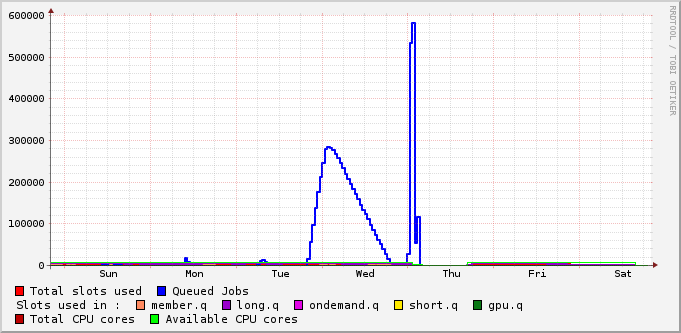 600000
500000
400000
300000
200000
100000
0
Sun Mon Tue Wed Thu Fri Sat
RRDTOOL / TOBI OETIKER
Total slots used Queued Jobs
Slots used in : member.q long.q ondemand.q short.q gpu.q
Total CPU cores Available CPU cores